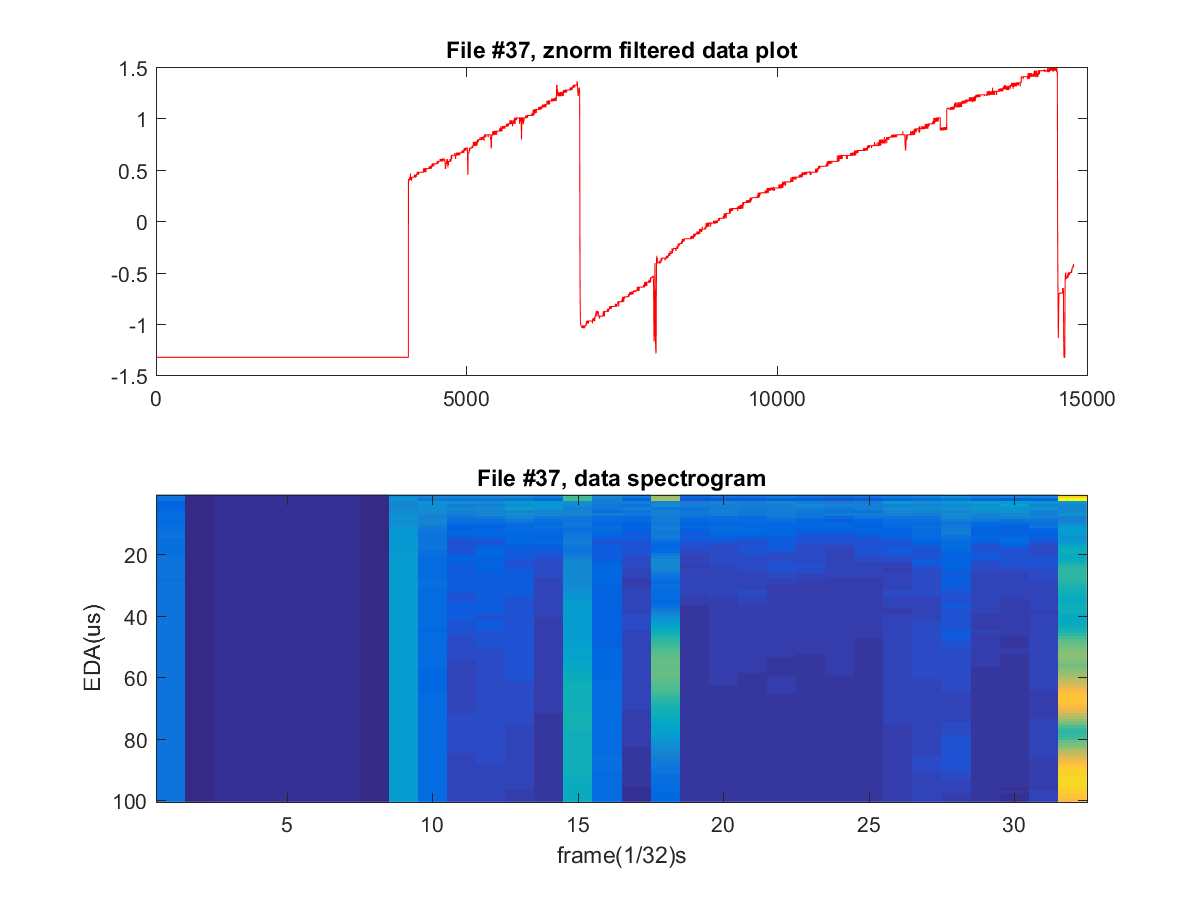 File #37, znorm filtered data plot
1.5
1
0.5
0
-0.5
-1
-1.5
0 5000 10000 15000
File #37, data spectrogram
20
40
60
80
100
EDA(us)
5 10 15 20 25 30
frame(1/32)s